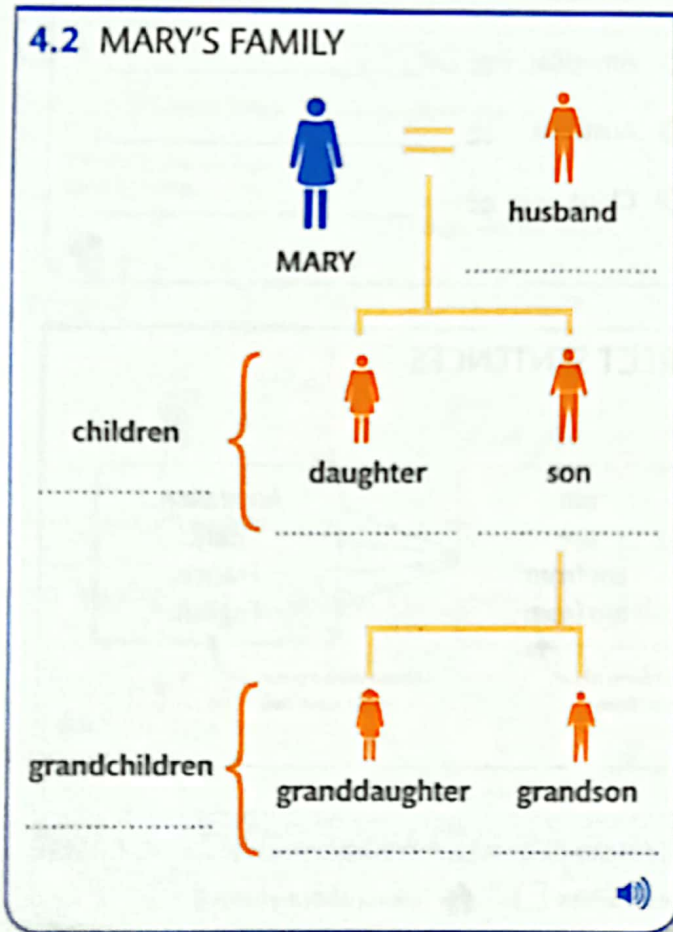 4.2 MARY'S FAMILY
MARY
husband
children
daughter
son
grandchildren
granddaughter
grandson